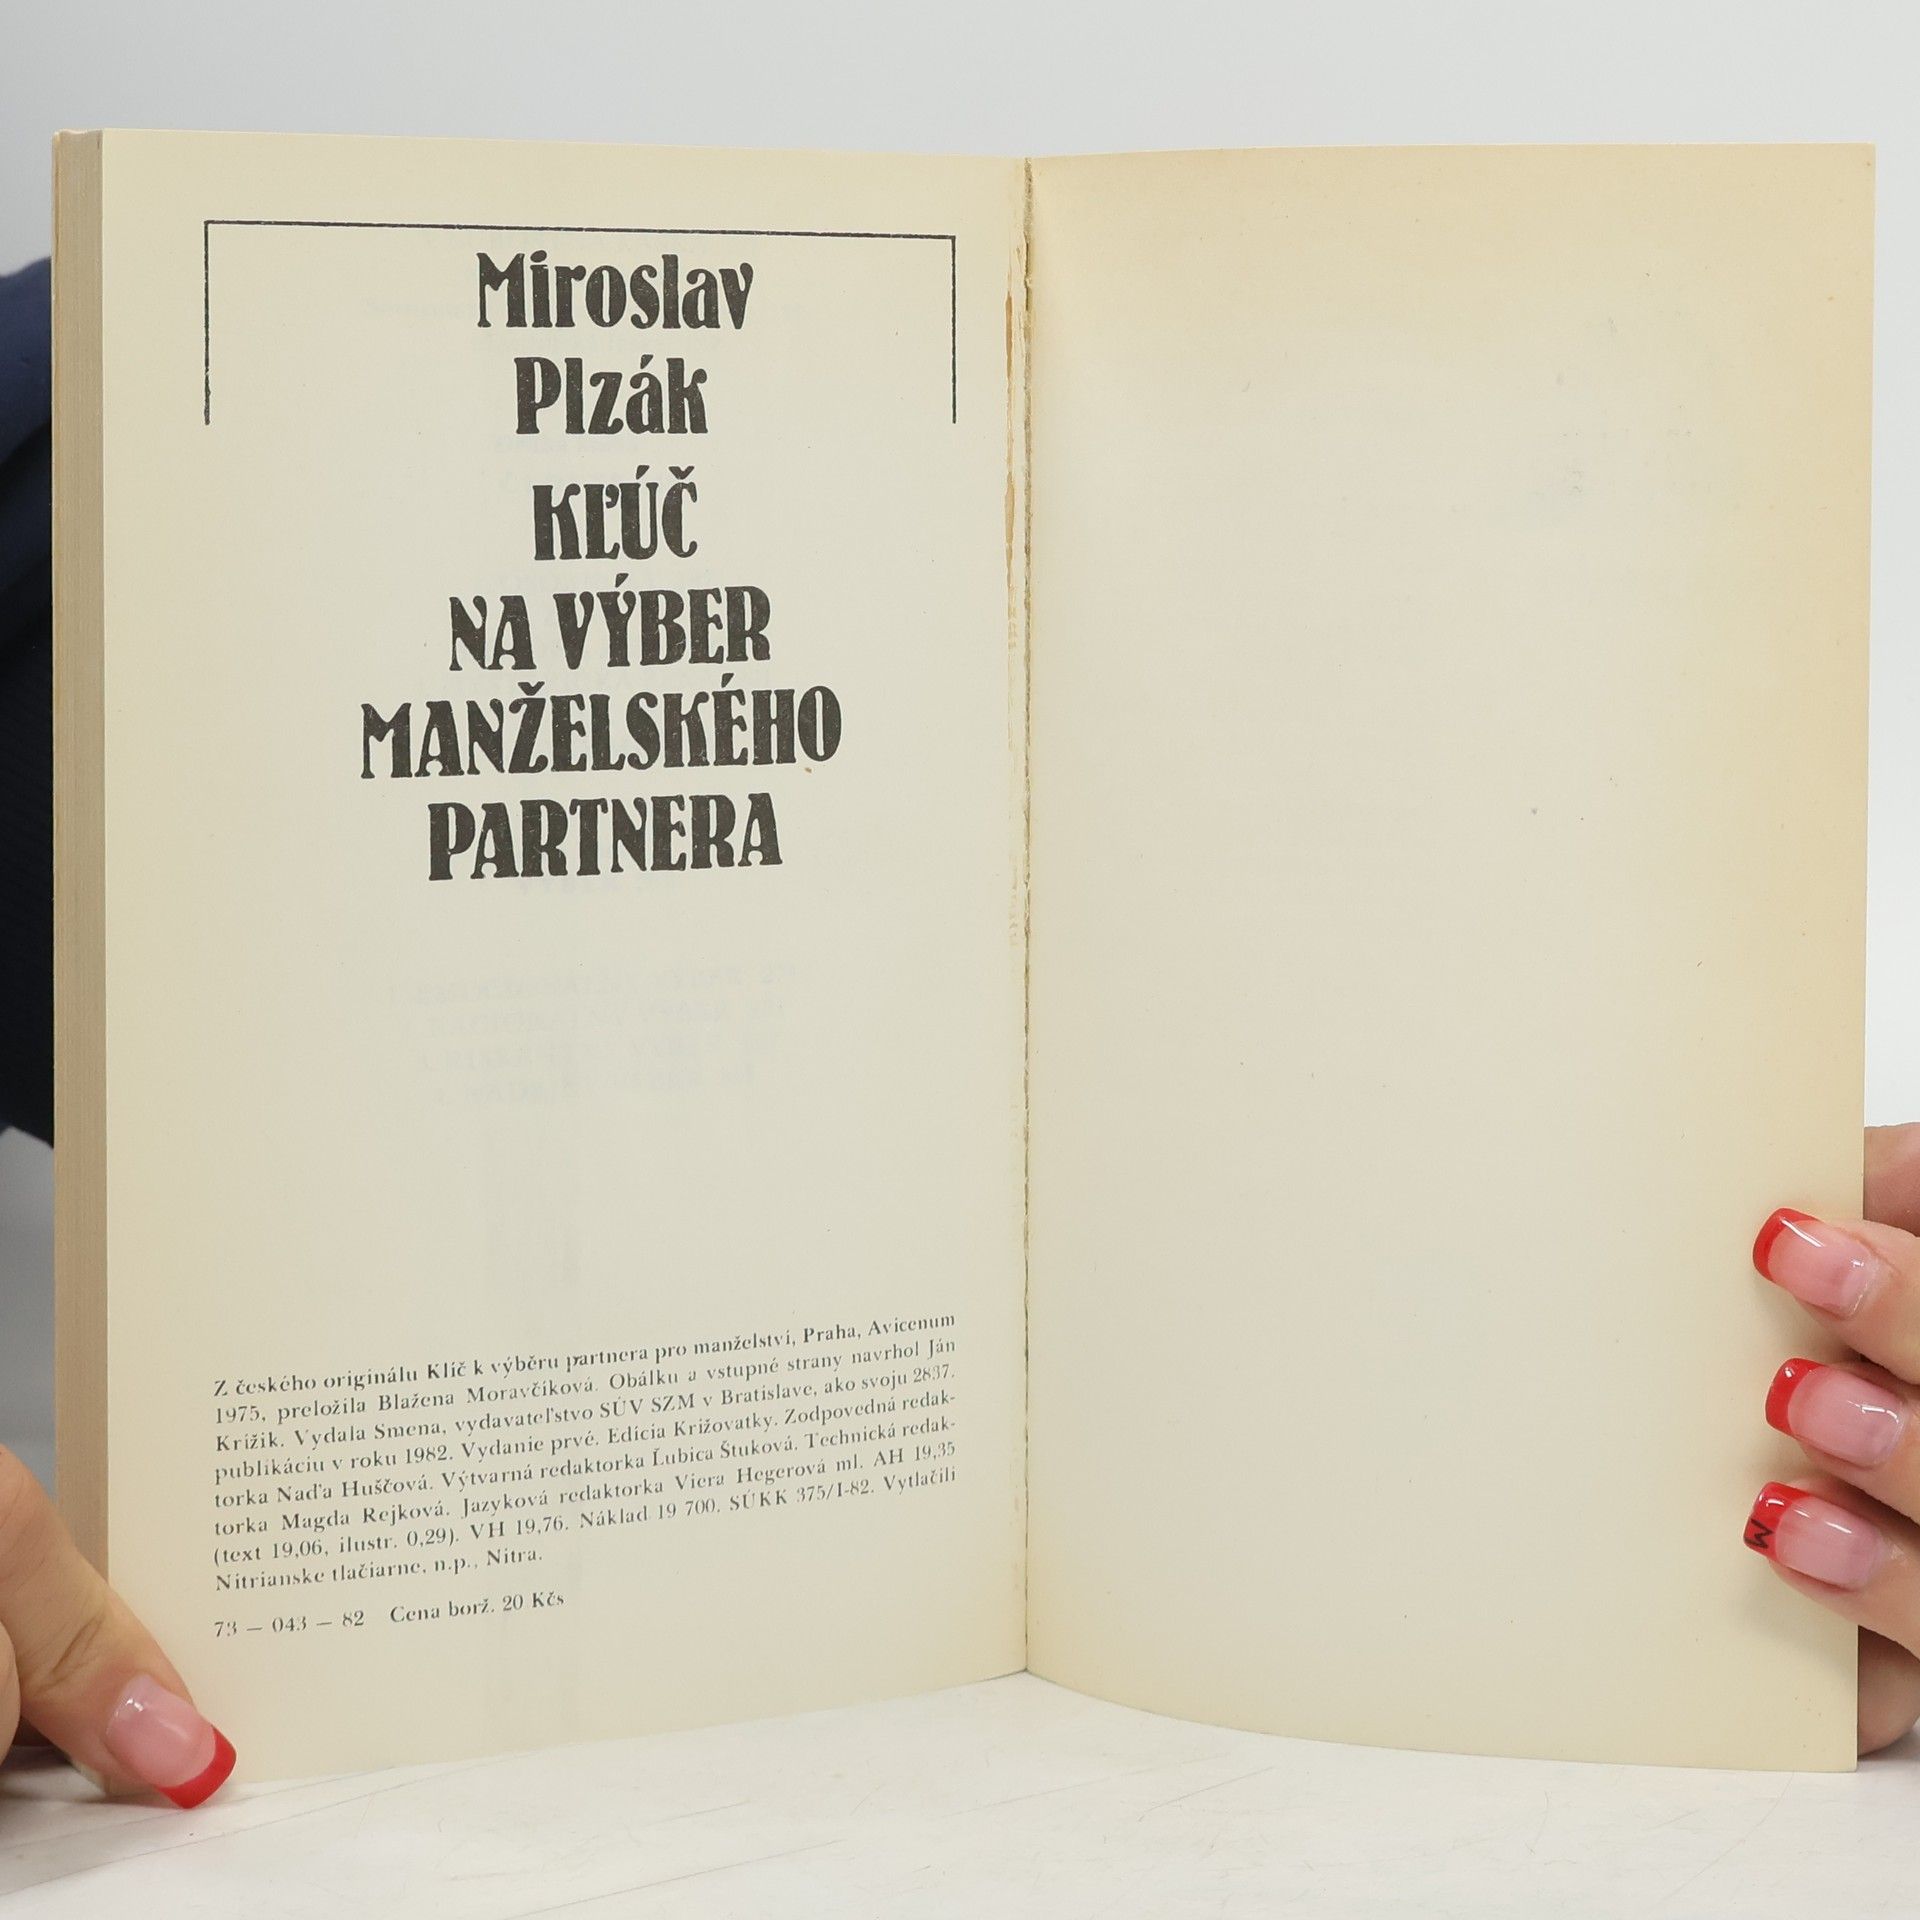 Miroslav
Plzák
KĽÚČ
NA VÝBER
MANŽELSKÉHO
PARTNERA
Z českého originálu Klíč k výběru partnera pro manželství, Praha, Avicenum
1975, preložila Blažena Moravčíková. Obálku a vstupné strany navrhol Ján
Krížik. Vydala Smena, vydavateľstvo SÚV SZM v Bratislave, ako svoju 2837.
publikáciu v roku 1982. Vydanie prvé. Edícia Križovatky. Zodpovedná redak-
torka Naďa Huščová. Výtvarná redaktorka Ľubica Štuková. Technická redak-
torka Magda Rejková. Jazyková redaktorka Viera Hegerová ml. AH 19,35
(text 19,06, ilustr. 0,29). VH 19,76. Náklad 19 700. SÚKK 375/I-82. Vytlačili
Nitrianske tlačiarne, n.p., Nitra.
73 — 043 — 82 Cena borž. 20 Kčs